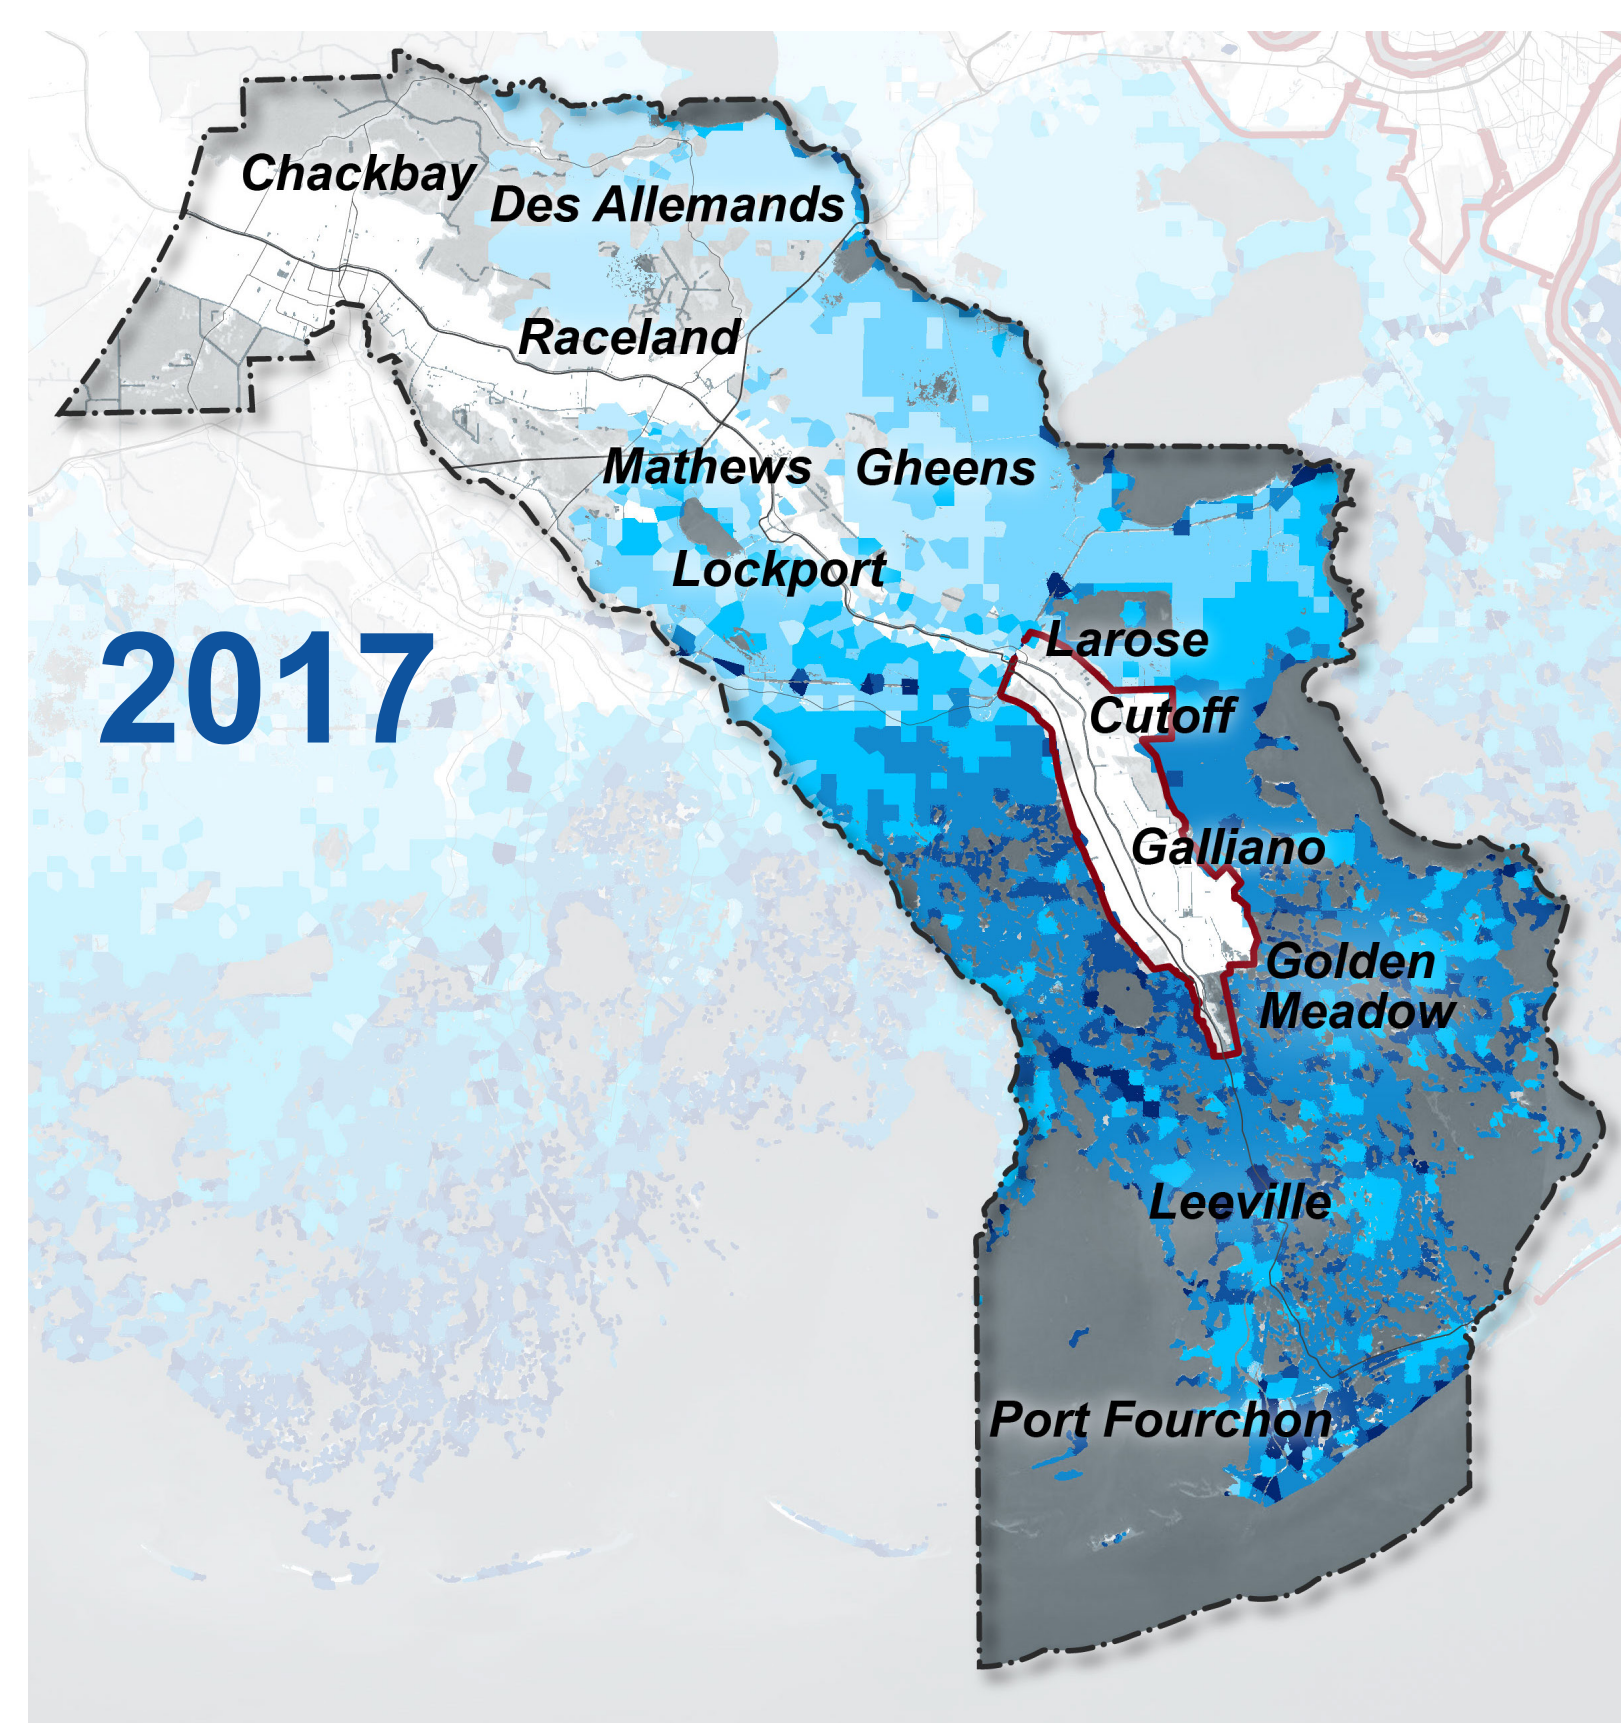 Chackbay
Des Allemands
Raceland
Mathews
Gheens
Lockport
2017
Larose
Cutoff
Galliano
Golden
Meadow
Leeville
Port Fourchon